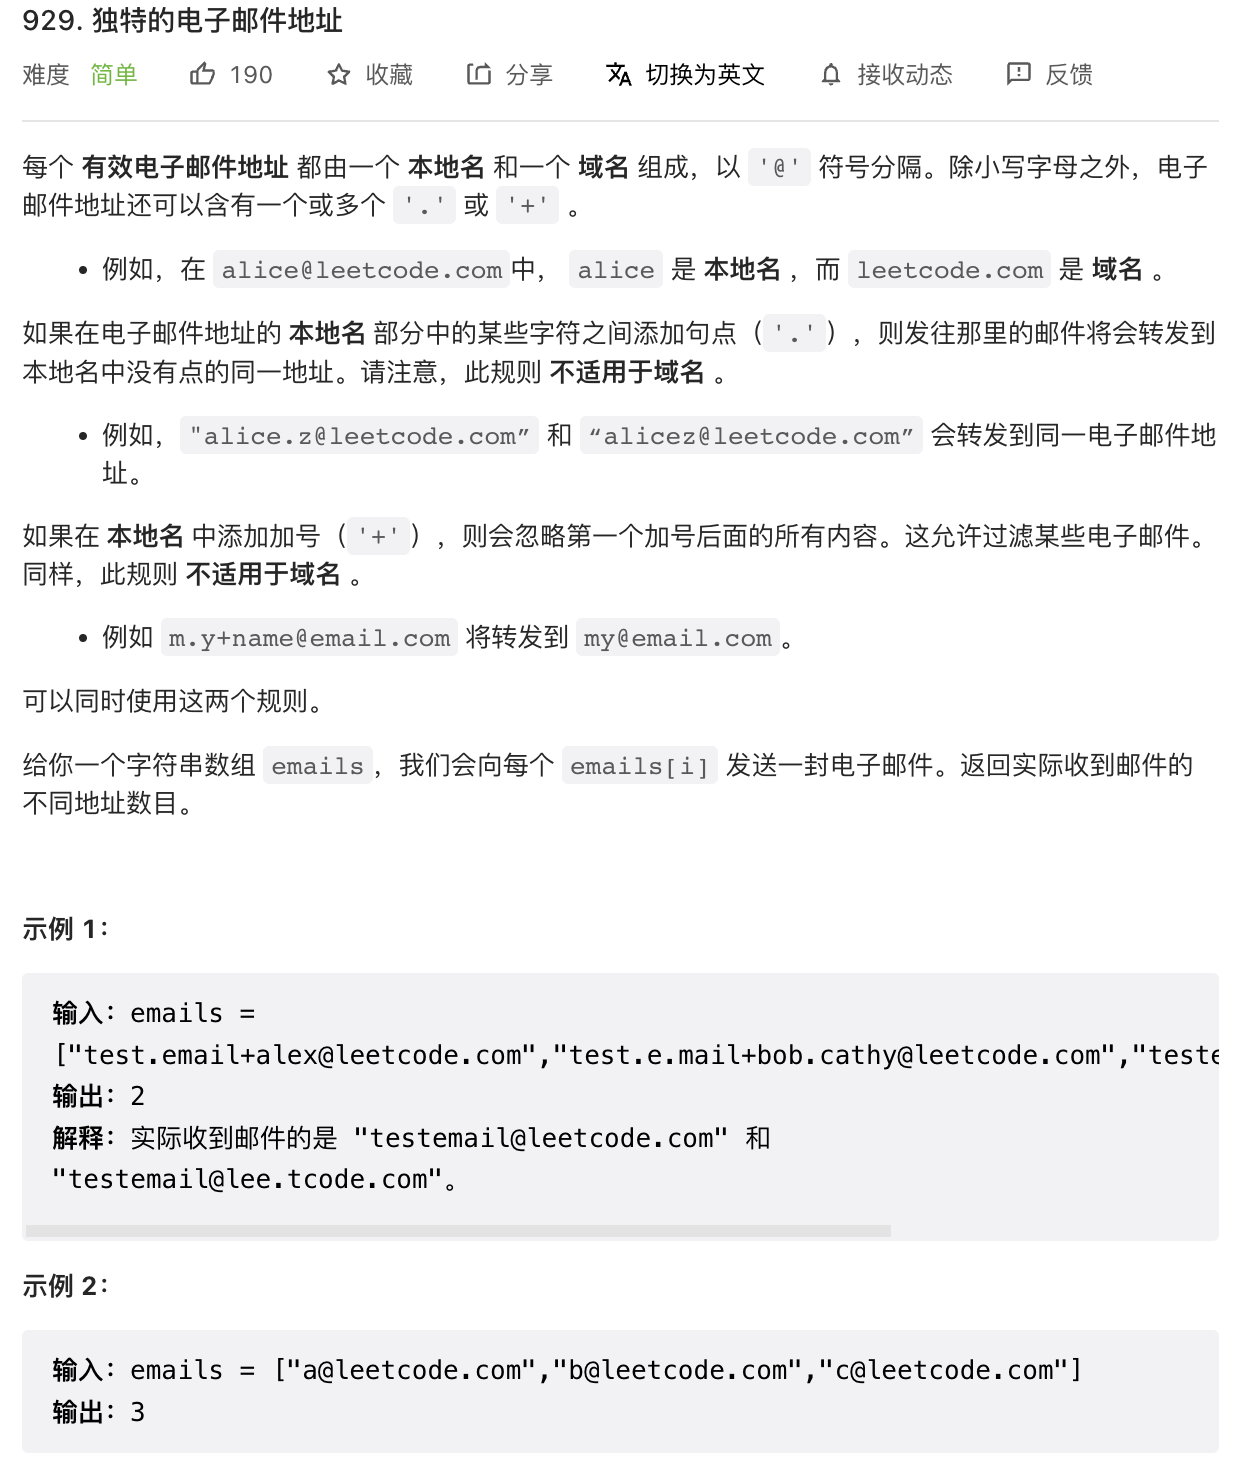 929. 独特的电子邮件地址
难度 简单 190 收藏 分享 切换为英文 接收动态 反馈
每个 有效电子邮件地址 都由一个 本地名 和一个 域名 组成，以 '@' 符号分隔。除小写字母之外，电子
邮件地址还可以含有一个或多个 '.' 或 '+' 。
• 例如，在 alice@leetcode.com中， alice 是 本地名 ，而 leetcode.com 是 域名 。
如果在电子邮件地址的 本地名 部分中的某些字符之间添加句点（'.'），则发往那里的邮件将会转发到
本地名中没有点的同一地址。请注意，此规则 不适用于域名 。
• 例如，"alice.z@leetcode.com” 和 “alicez@leetcode.com” 会转发到同一电子邮件地
址。
如果在 本地名 中添加加号（'+'），则会忽略第一个加号后面的所有内容。这允许过滤某些电子邮件。
同样，此规则 不适用于域名 。
• 例如 m.y+name@email.com 将转发到 my@email.com。
可以同时使用这两个规则。
给你一个字符串数组 emails，我们会向每个 emails[i] 发送一封电子邮件。返回实际收到邮件的
不同地址数目。
示例 1：
输入：emails =
["test.email+alex@leetcode.com","test.e.mail+bob.cathy@leetcode.com","teste
输出：2
解释：实际收到邮件的是 "testemail@leetcode.com" 和
"testemail@lee.tcode.com"。
示例 2：
输入：emails = ["a@leetcode.com","b@leetcode.com","c@leetcode.com"]
输出：3